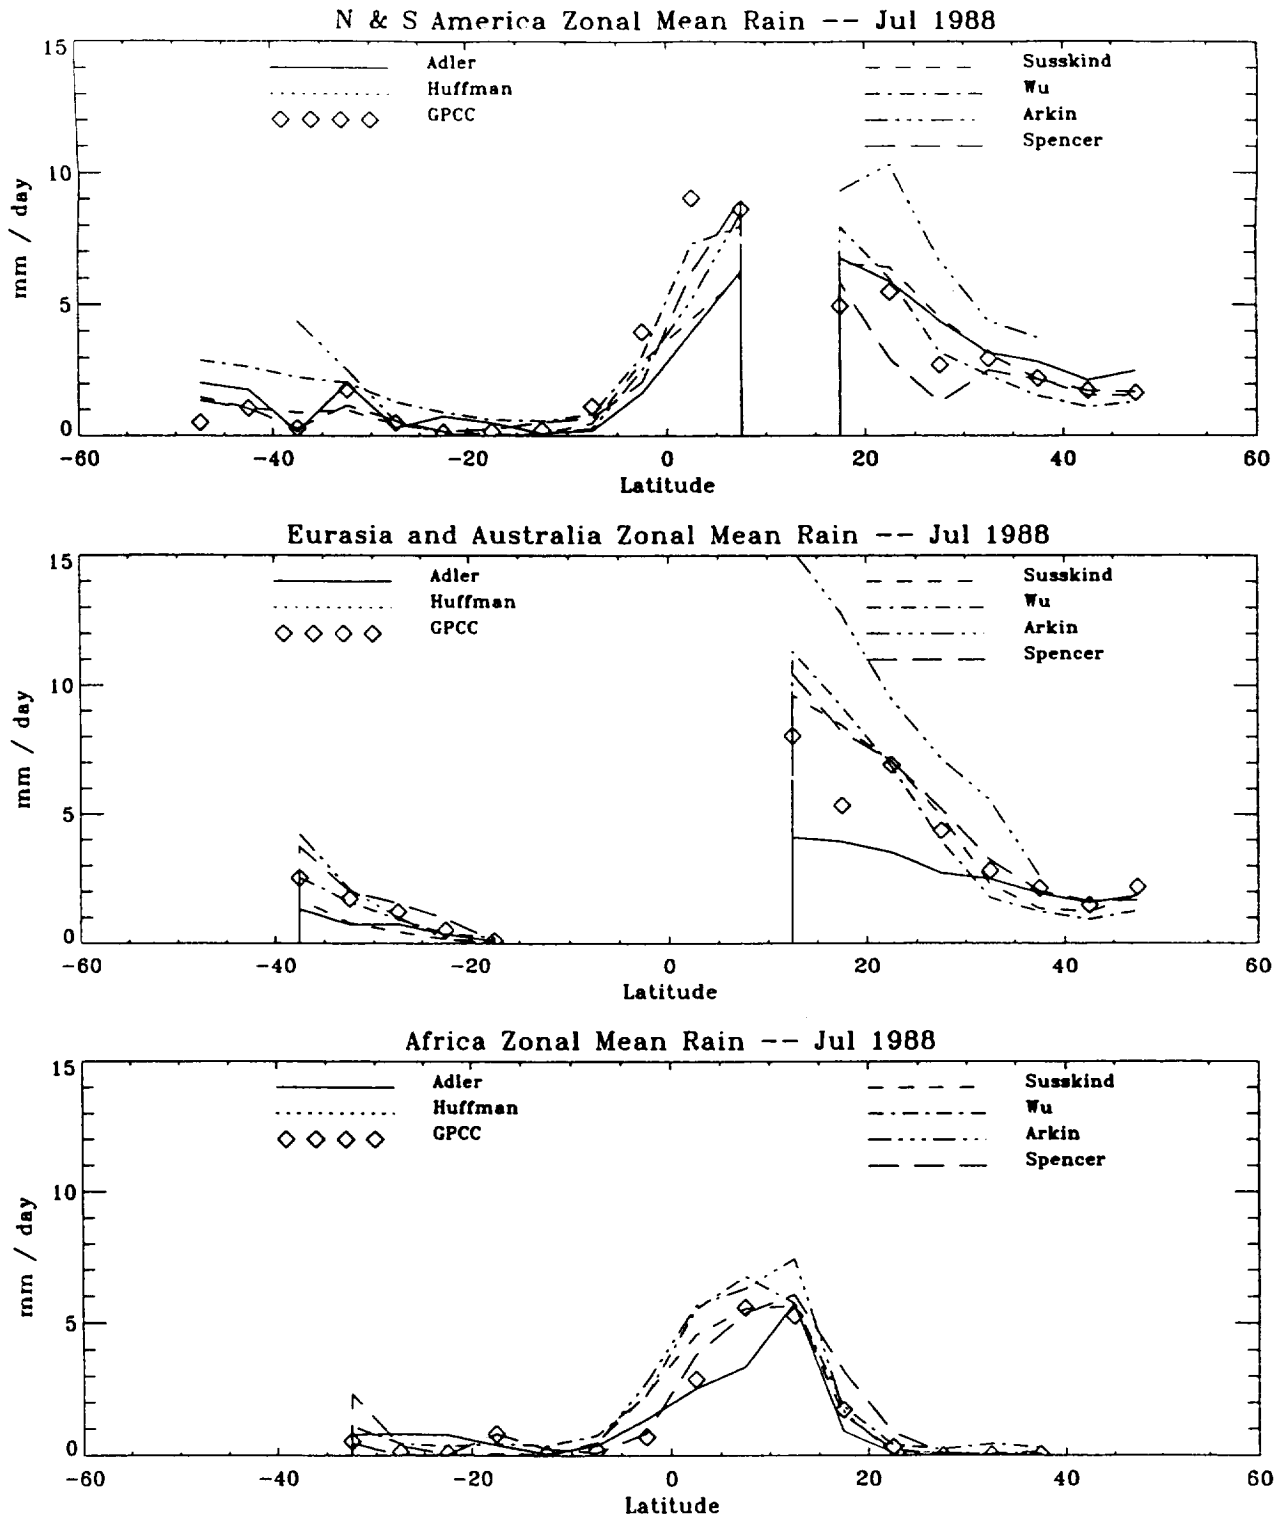 N & S America Zonal Mean Rain -- Jul 1988
15
10
5
0
mm / day
Adler
Huffman
GPCC
Susskind
Wu
Arkin
Spencer
-60 -40 -20 0 20 40 60
Latitude
Eurasia and Australia Zonal Mean Rain -- Jul 1988
15
10
5
0
mm / day
Adler
Huffman
GPCC
Susskind
Wu
Arkin
Spencer
-60 -40 -20 0 20 40 60
Latitude
Africa Zonal Mean Rain -- Jul 1988
15
10
5
0
mm / day
Adler
Huffman
GPCC
Susskind
Wu
Arkin
Spencer
-60 -40 -20 0 20 40 60
Latitude